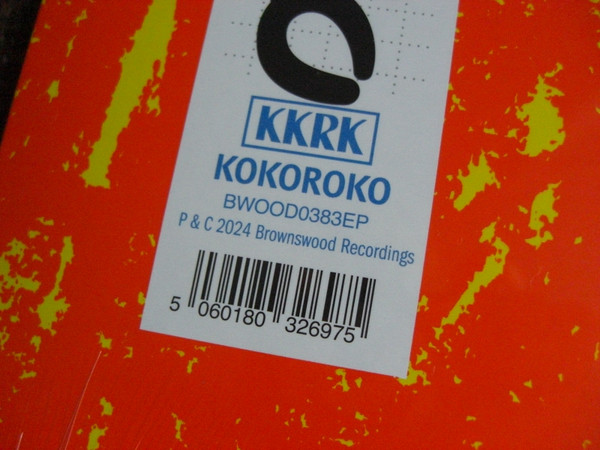 KKRK
KOKOROKO
BWOOD0383EP
P & C 2024 Brownswood Recordings
5 060180 326975